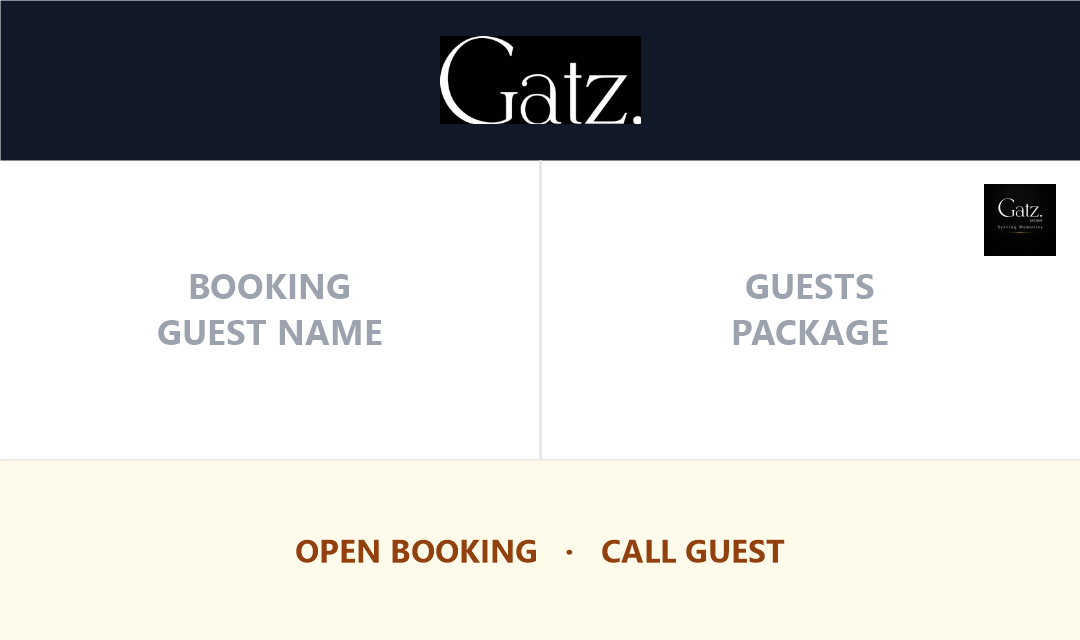 Gatz.
Gatz.
Setting Memories
BOOKING
GUEST NAME
GUESTS
PACKAGE
OPEN BOOKING · CALL GUEST